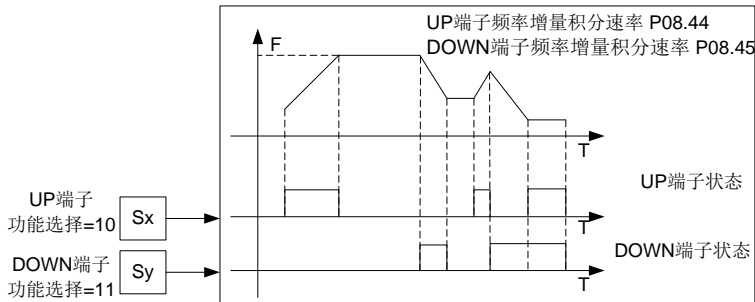 UP端子频率增量积分速率 P08.44
DOWN端子频率增量积分速率 P08.45
F
T
UP端子状态
UP端子
功能选择=10
Sx
T
DOWN端子状态
DOWN端子
功能选择=11
Sy
T